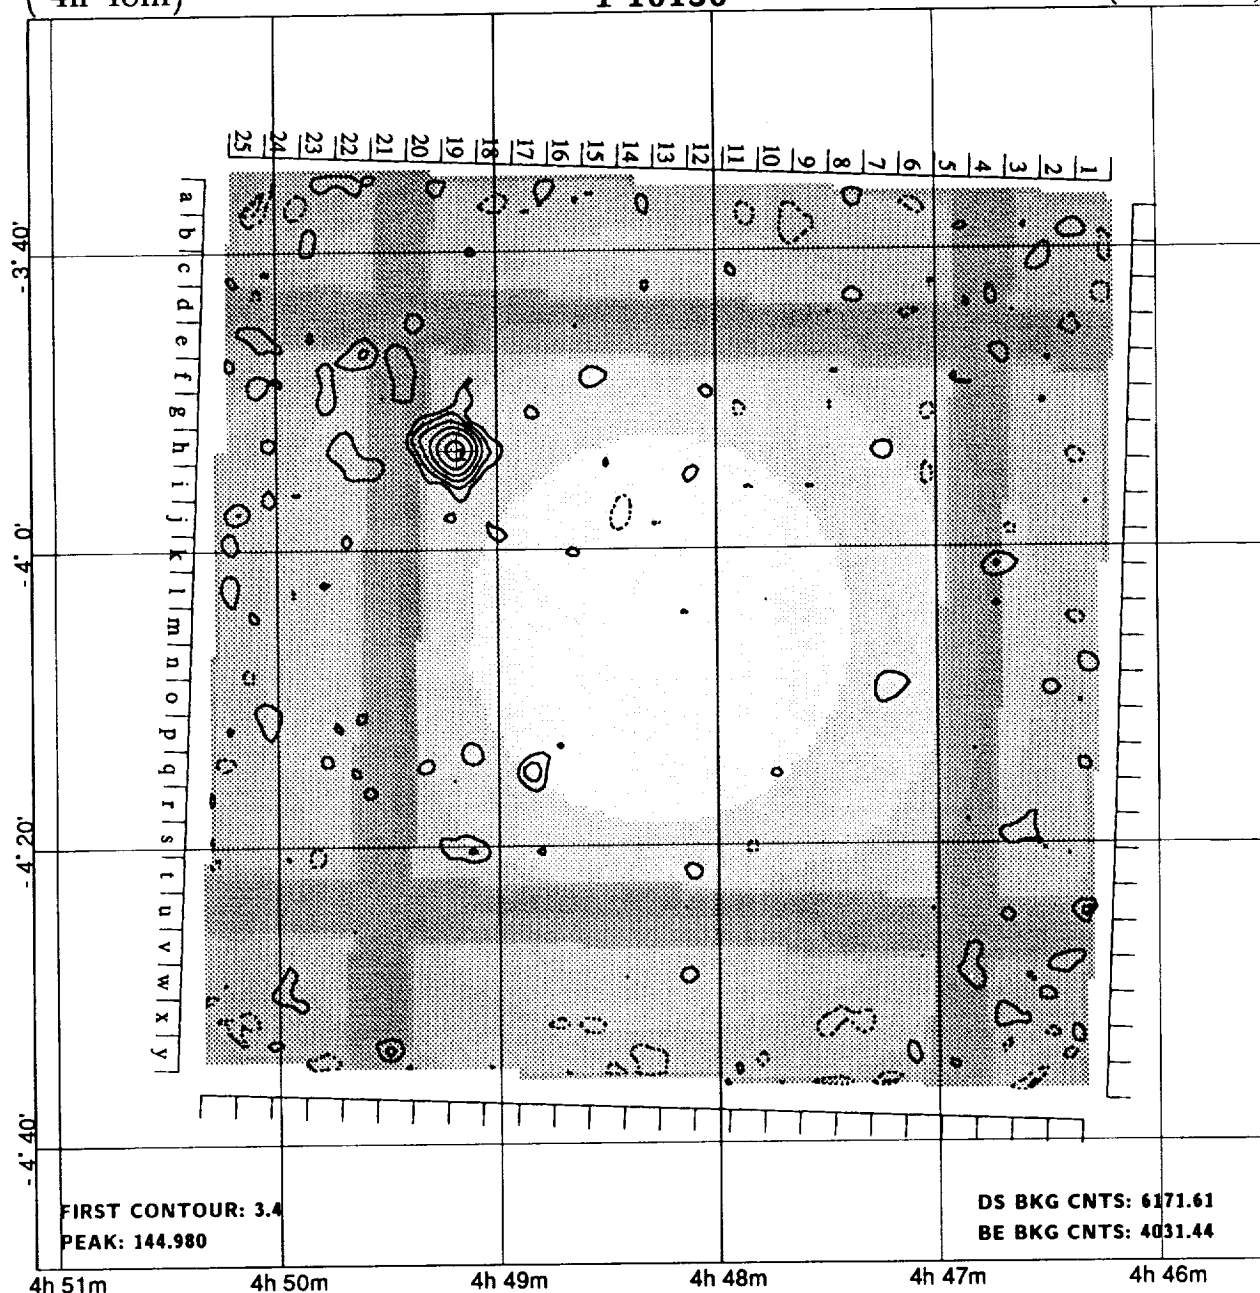 25 24 23 22 21 20 19 18 17 16 15 14 13 12 11 10 9 8 7 6 5 4 3 2 1
a
b
c
d
e
f
g
h
i
j
k
l
m
n
o
p
q
r
s
t
u
v
w
x
y
-3° 40'
-4° 0'
-4° 20'
-4° 40'
FIRST CONTOUR: 3.4
PEAK: 144.980
DS BKG CNTS: 6171.61
BE BKG CNTS: 4031.44
4h 51m 4h 50m 4h 49m 4h 48m 4h 47m 4h 46m